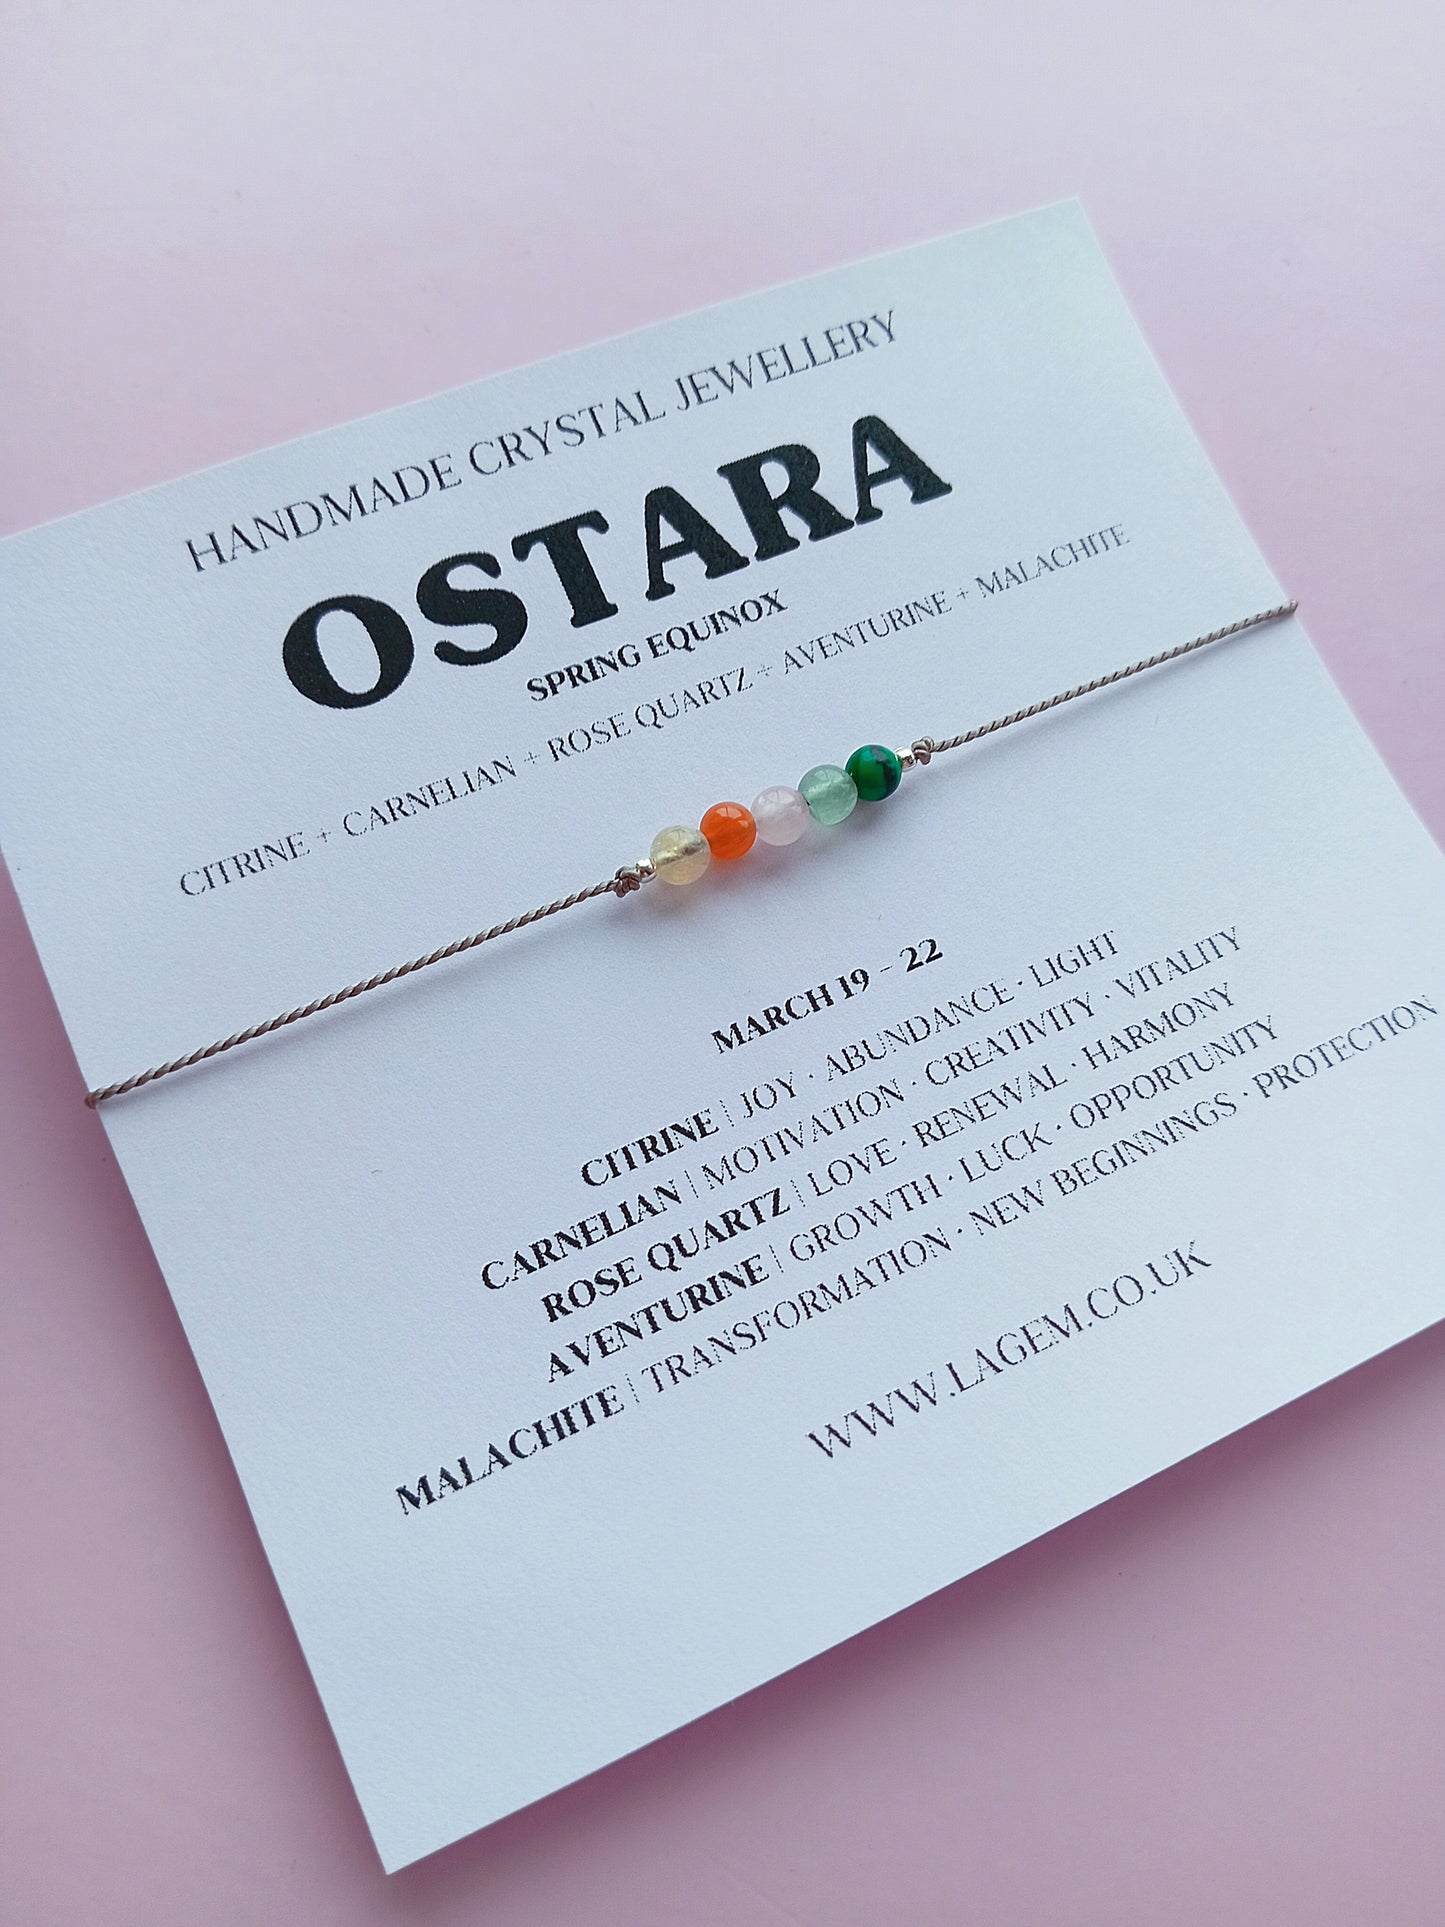 HANDMADE CRYSTAL JEWELLERY
OSTARA
SPRING EQUINOX
CITRINE + CARNELIAN + ROSE QUARTZ + AVENTURINE + MALACHITE
MARCH 19 - 22
CITRINE | JOY · ABUNDANCE · LIGHT
CARNELIAN | MOTIVATION · CREATIVITY · VITALITY
ROSE QUARTZ | LOVE · RENEWAL · HARMONY
AVENTURINE | GROWTH · LUCK · OPPORTUNITY
MALACHITE | TRANSFORMATION · NEW BEGINNINGS · PROTECTION
WWW.LAGEM.CO.UK